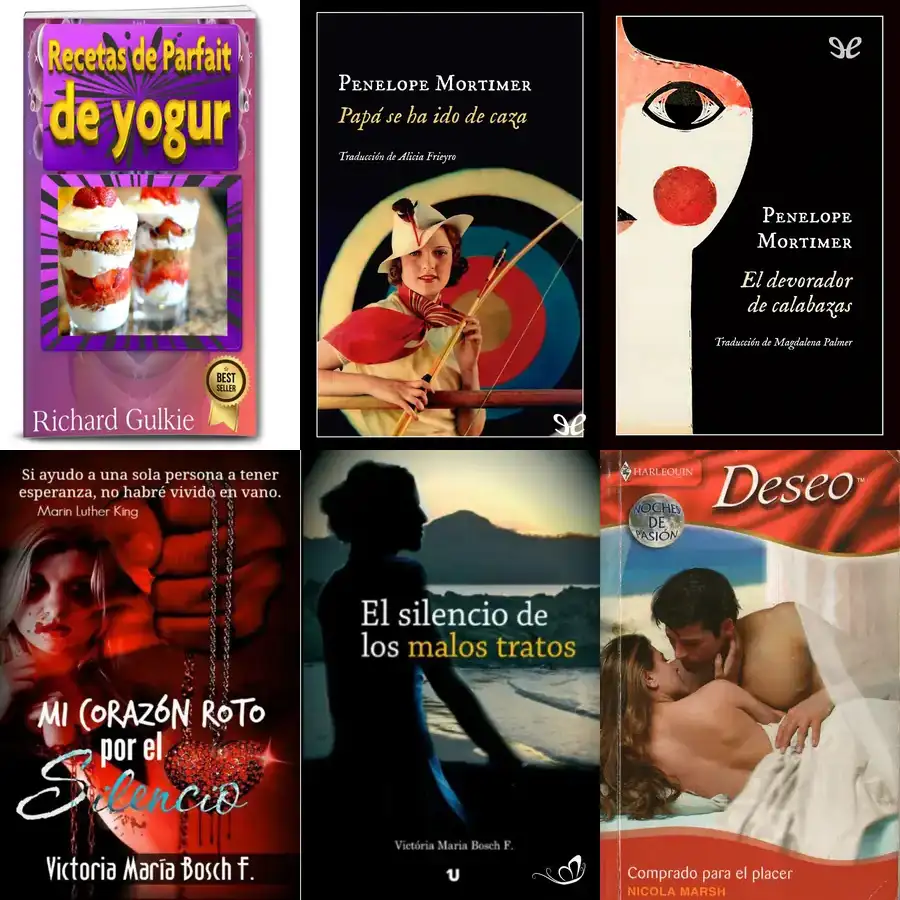 Recetas de Parfait
de yogur
BEST
SELLER
Richard Gulkie
PENELOPE MORTIMER
Papá se ha ido de caza
Traducción de Alicia Frieyro
PENELOPE
MORTIMER
El devorador
de calabazas
Traducción de Magdalena Palmer
Si ayudo a una sola persona a tener
esperanza, no habré vivido en vano.
Marin Luther King
MI CORAZÓN ROTO
por el
Silencio
Victoria María Bosch F.
El silencio de
los malos tratos
Victória Maria Bosch F.
HARLEQUIN
Deseo™
NOCHES
DE
PASIÓN
Comprado para el placer
NICOLA MARSH